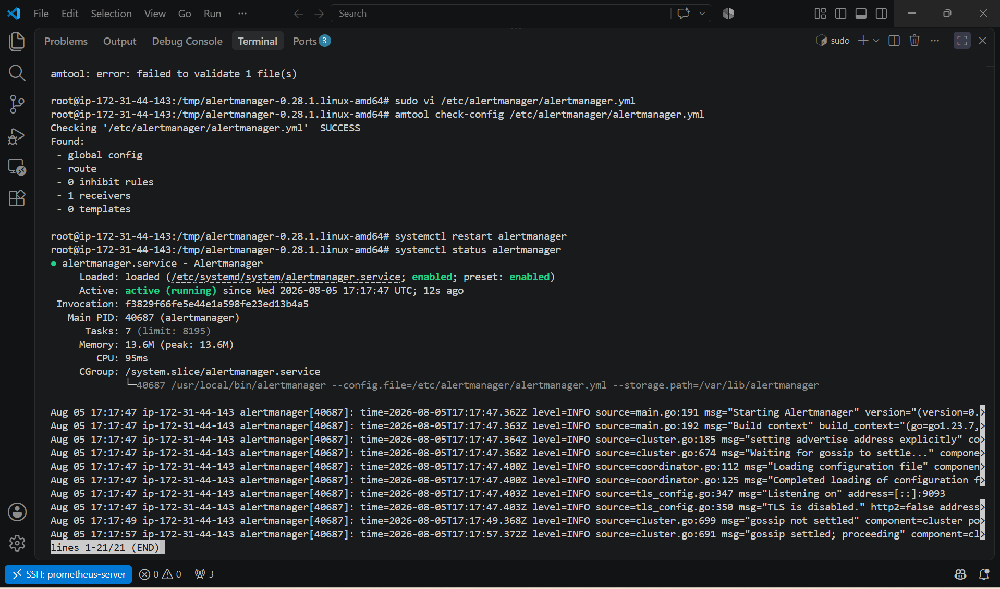 File Edit Selection View Go Run ··· Search
Problems Output Debug Console Terminal Ports 3 sudo
amtool: error: failed to validate 1 file(s)
root@ip-172-31-44-143:/tmp/alertmanager-0.28.1.linux-amd64# sudo vi /etc/alertmanager/alertmanager.yml
root@ip-172-31-44-143:/tmp/alertmanager-0.28.1.linux-amd64# amtool check-config /etc/alertmanager/alertmanager.yml
Checking '/etc/alertmanager/alertmanager.yml'  SUCCESS
Found:
 - global config
 - route
 - 0 inhibit rules
 - 1 receivers
 - 0 templates
root@ip-172-31-44-143:/tmp/alertmanager-0.28.1.linux-amd64# systemctl restart alertmanager
root@ip-172-31-44-143:/tmp/alertmanager-0.28.1.linux-amd64# systemctl status alertmanager
● alertmanager.service - Alertmanager
     Loaded: loaded (/etc/systemd/system/alertmanager.service; enabled; preset: enabled)
     Active: active (running) since Wed 2026-08-05 17:17:47 UTC; 12s ago
 Invocation: f3829f66fe5e44e1a598fe23ed13b4a5
   Main PID: 40687 (alertmanager)
      Tasks: 7 (limit: 8195)
     Memory: 13.6M (peak: 13.6M)
        CPU: 95ms
     CGroup: /system.slice/alertmanager.service
             └─40687 /usr/local/bin/alertmanager --config.file=/etc/alertmanager/alertmanager.yml --storage.path=/var/lib/alertmanager
Aug 05 17:17:47 ip-172-31-44-143 alertmanager[40687]: time=2026-08-05T17:17:47.362Z level=INFO source=main.go:191 msg="Starting Alertmanager" version="(version=0.>
Aug 05 17:17:47 ip-172-31-44-143 alertmanager[40687]: time=2026-08-05T17:17:47.363Z level=INFO source=main.go:192 msg="Build context" build_context="(go=go1.23.7,>
Aug 05 17:17:47 ip-172-31-44-143 alertmanager[40687]: time=2026-08-05T17:17:47.364Z level=INFO source=cluster.go:185 msg="setting advertise address explicitly" co>
Aug 05 17:17:47 ip-172-31-44-143 alertmanager[40687]: time=2026-08-05T17:17:47.368Z level=INFO source=cluster.go:674 msg="Waiting for gossip to settle..." compone>
Aug 05 17:17:47 ip-172-31-44-143 alertmanager[40687]: time=2026-08-05T17:17:47.400Z level=INFO source=coordinator.go:112 msg="Loading configuration file" componen>
Aug 05 17:17:47 ip-172-31-44-143 alertmanager[40687]: time=2026-08-05T17:17:47.400Z level=INFO source=coordinator.go:125 msg="Completed loading of configuration f>
Aug 05 17:17:47 ip-172-31-44-143 alertmanager[40687]: time=2026-08-05T17:17:47.403Z level=INFO source=tls_config.go:347 msg="Listening on" address=[::]:9093
Aug 05 17:17:47 ip-172-31-44-143 alertmanager[40687]: time=2026-08-05T17:17:47.403Z level=INFO source=tls_config.go:350 msg="TLS is disabled." http2=false address>
Aug 05 17:17:49 ip-172-31-44-143 alertmanager[40687]: time=2026-08-05T17:17:49.368Z level=INFO source=cluster.go:699 msg="gossip not settled" component=cluster po>
Aug 05 17:17:57 ip-172-31-44-143 alertmanager[40687]: time=2026-08-05T17:17:57.372Z level=INFO source=cluster.go:691 msg="gossip settled; proceeding" component=cl>
lines 1-21/21 (END)
SSH: prometheus-server 0 0 3